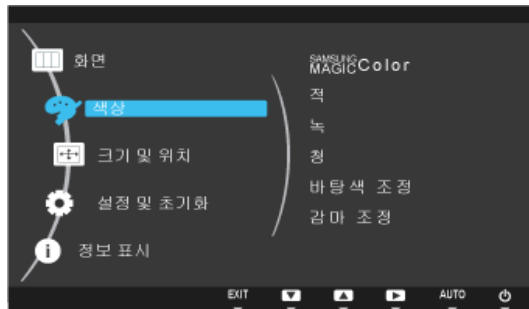 화면
색상
크기 및 위치
설정 및 초기화
정보 표시
SAMSUNG
MAGIC Color
적
녹
청
바탕색 조정
감마 조정
EXIT AUTO